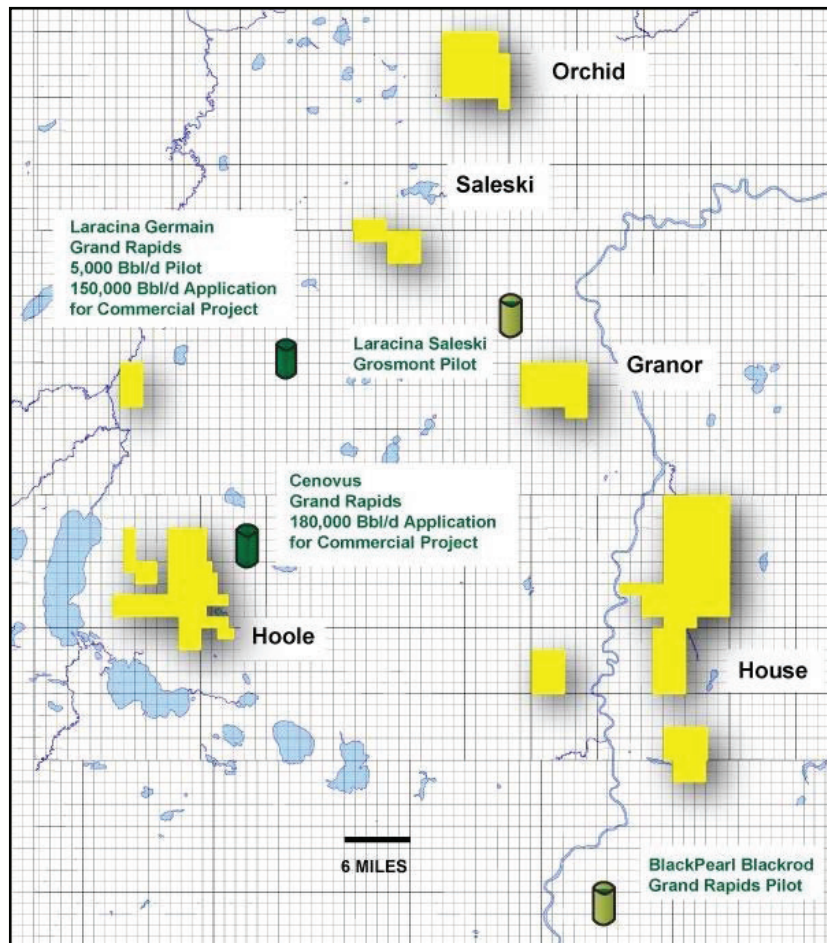 Orchid
Saleski
Laracina Germain
Grand Rapids
5,000 Bbl/d Pilot
150,000 Bbl/d Application
for Commercial Project
Laracina Saleski
Grosmont Pilot
Granor
Cenovus
Grand Rapids
180,000 Bbl/d Application
for Commercial Project
Hoole
House
6 MILES
BlackPearl Blackrod
Grand Rapids Pilot